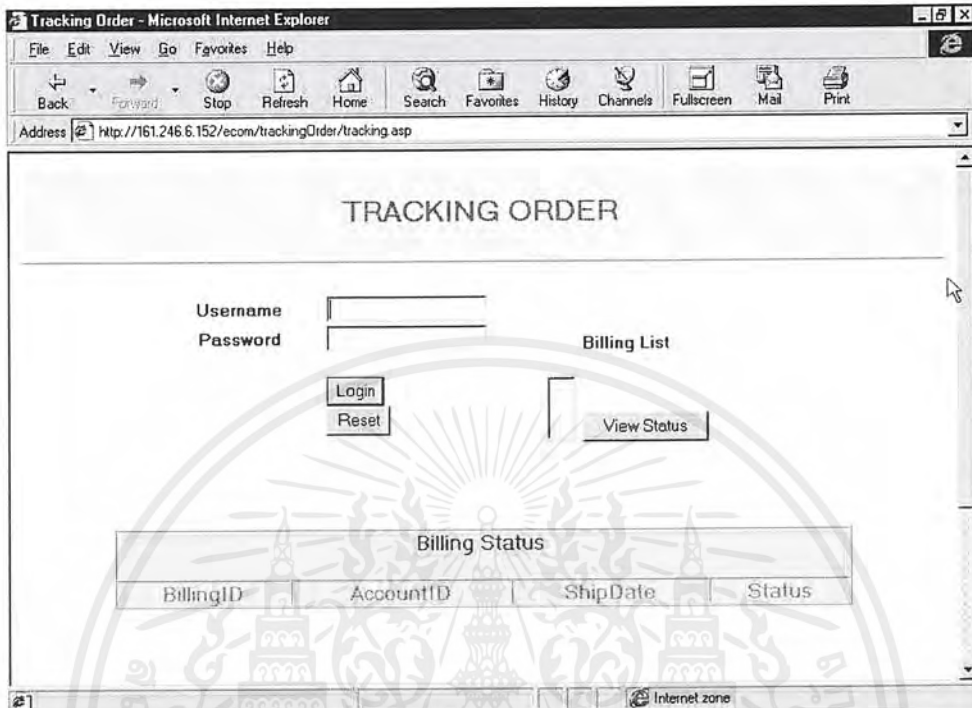 Tracking Order - Microsoft Internet Explorer
File Edit View Go Favorites Help
Back Forward Stop Refresh Home Search Favorites History Channels Fullscreen Mail Print
Address http://161.246.6.152/ecom/trackingOrder/tracking.asp
TRACKING ORDER
Username
Password
Billing List
Login
Reset
View Status
Billing Status
BillingID AccountID ShipDate Status
Internet zone